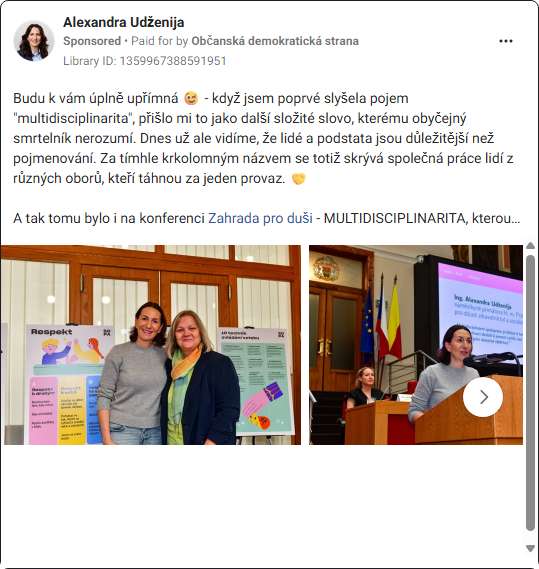 Alexandra Udženija
Sponsored • Paid for by Občanská demokratická strana
Library ID: 1359967388591951
Budu k vám úplně upřímná 😉 - když jsem poprvé slyšela pojem
"multidisciplinarita", přišlo mi to jako další složité slovo, kterému obyčejný
smrtelník nerozumí. Dnes už ale vidíme, že lidé a podstata jsou důležitější než
pojmenování. Za tímhle krkolomným názvem se totiž skrývá společná práce lidí z
různých oborů, kteří táhnou za jeden provaz. 🤝
A tak tomu bylo i na konferenci Zahrada pro duši - MULTIDISCIPLINARITA, kterou…
Respekt
Ing. Alexandra Udženija